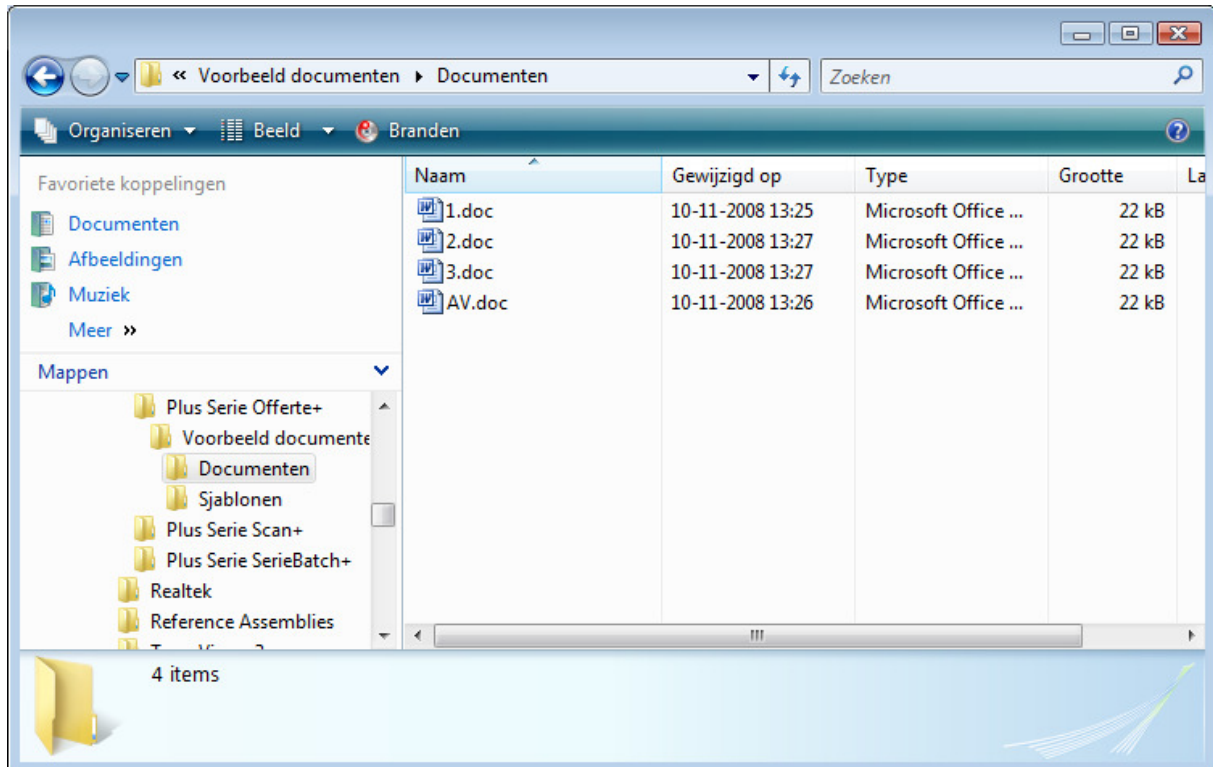 « Voorbeeld documenten ▸ Documenten
Zoeken
Organiseren Beeld Branden
Favoriete koppelingen
Documenten
Afbeeldingen
Muziek
Meer »
Mappen
Plus Serie Offerte+
Voorbeeld documente
Documenten
Sjablonen
Plus Serie Scan+
Plus Serie SerieBatch+
Realtek
Reference Assemblies
Naam Gewijzigd op Type Grootte La
1.doc 10-11-2008 13:25 Microsoft Office ... 22 kB
2.doc 10-11-2008 13:27 Microsoft Office ... 22 kB
3.doc 10-11-2008 13:27 Microsoft Office ... 22 kB
AV.doc 10-11-2008 13:26 Microsoft Office ... 22 kB
4 items